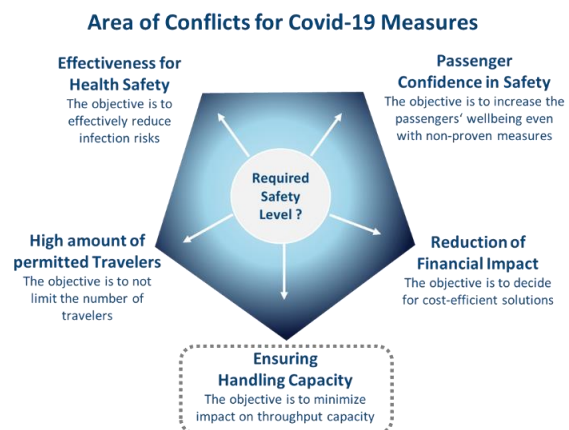 Area of Conflicts for Covid-19 Measures
Effectiveness for
Health Safety
The objective is to
effectively reduce
infection risks
Passenger
Confidence in Safety
The objective is to increase the
passengers‘ wellbeing even
with non-proven measures
Required
Safety
Level ?
High amount of
permitted Travelers
The objective is to not
limit the number of
travelers
Reduction of
Financial Impact
The objective is to decide
for cost-efficient solutions
Ensuring
Handling Capacity
The objective is to minimize
impact on throughput capacity